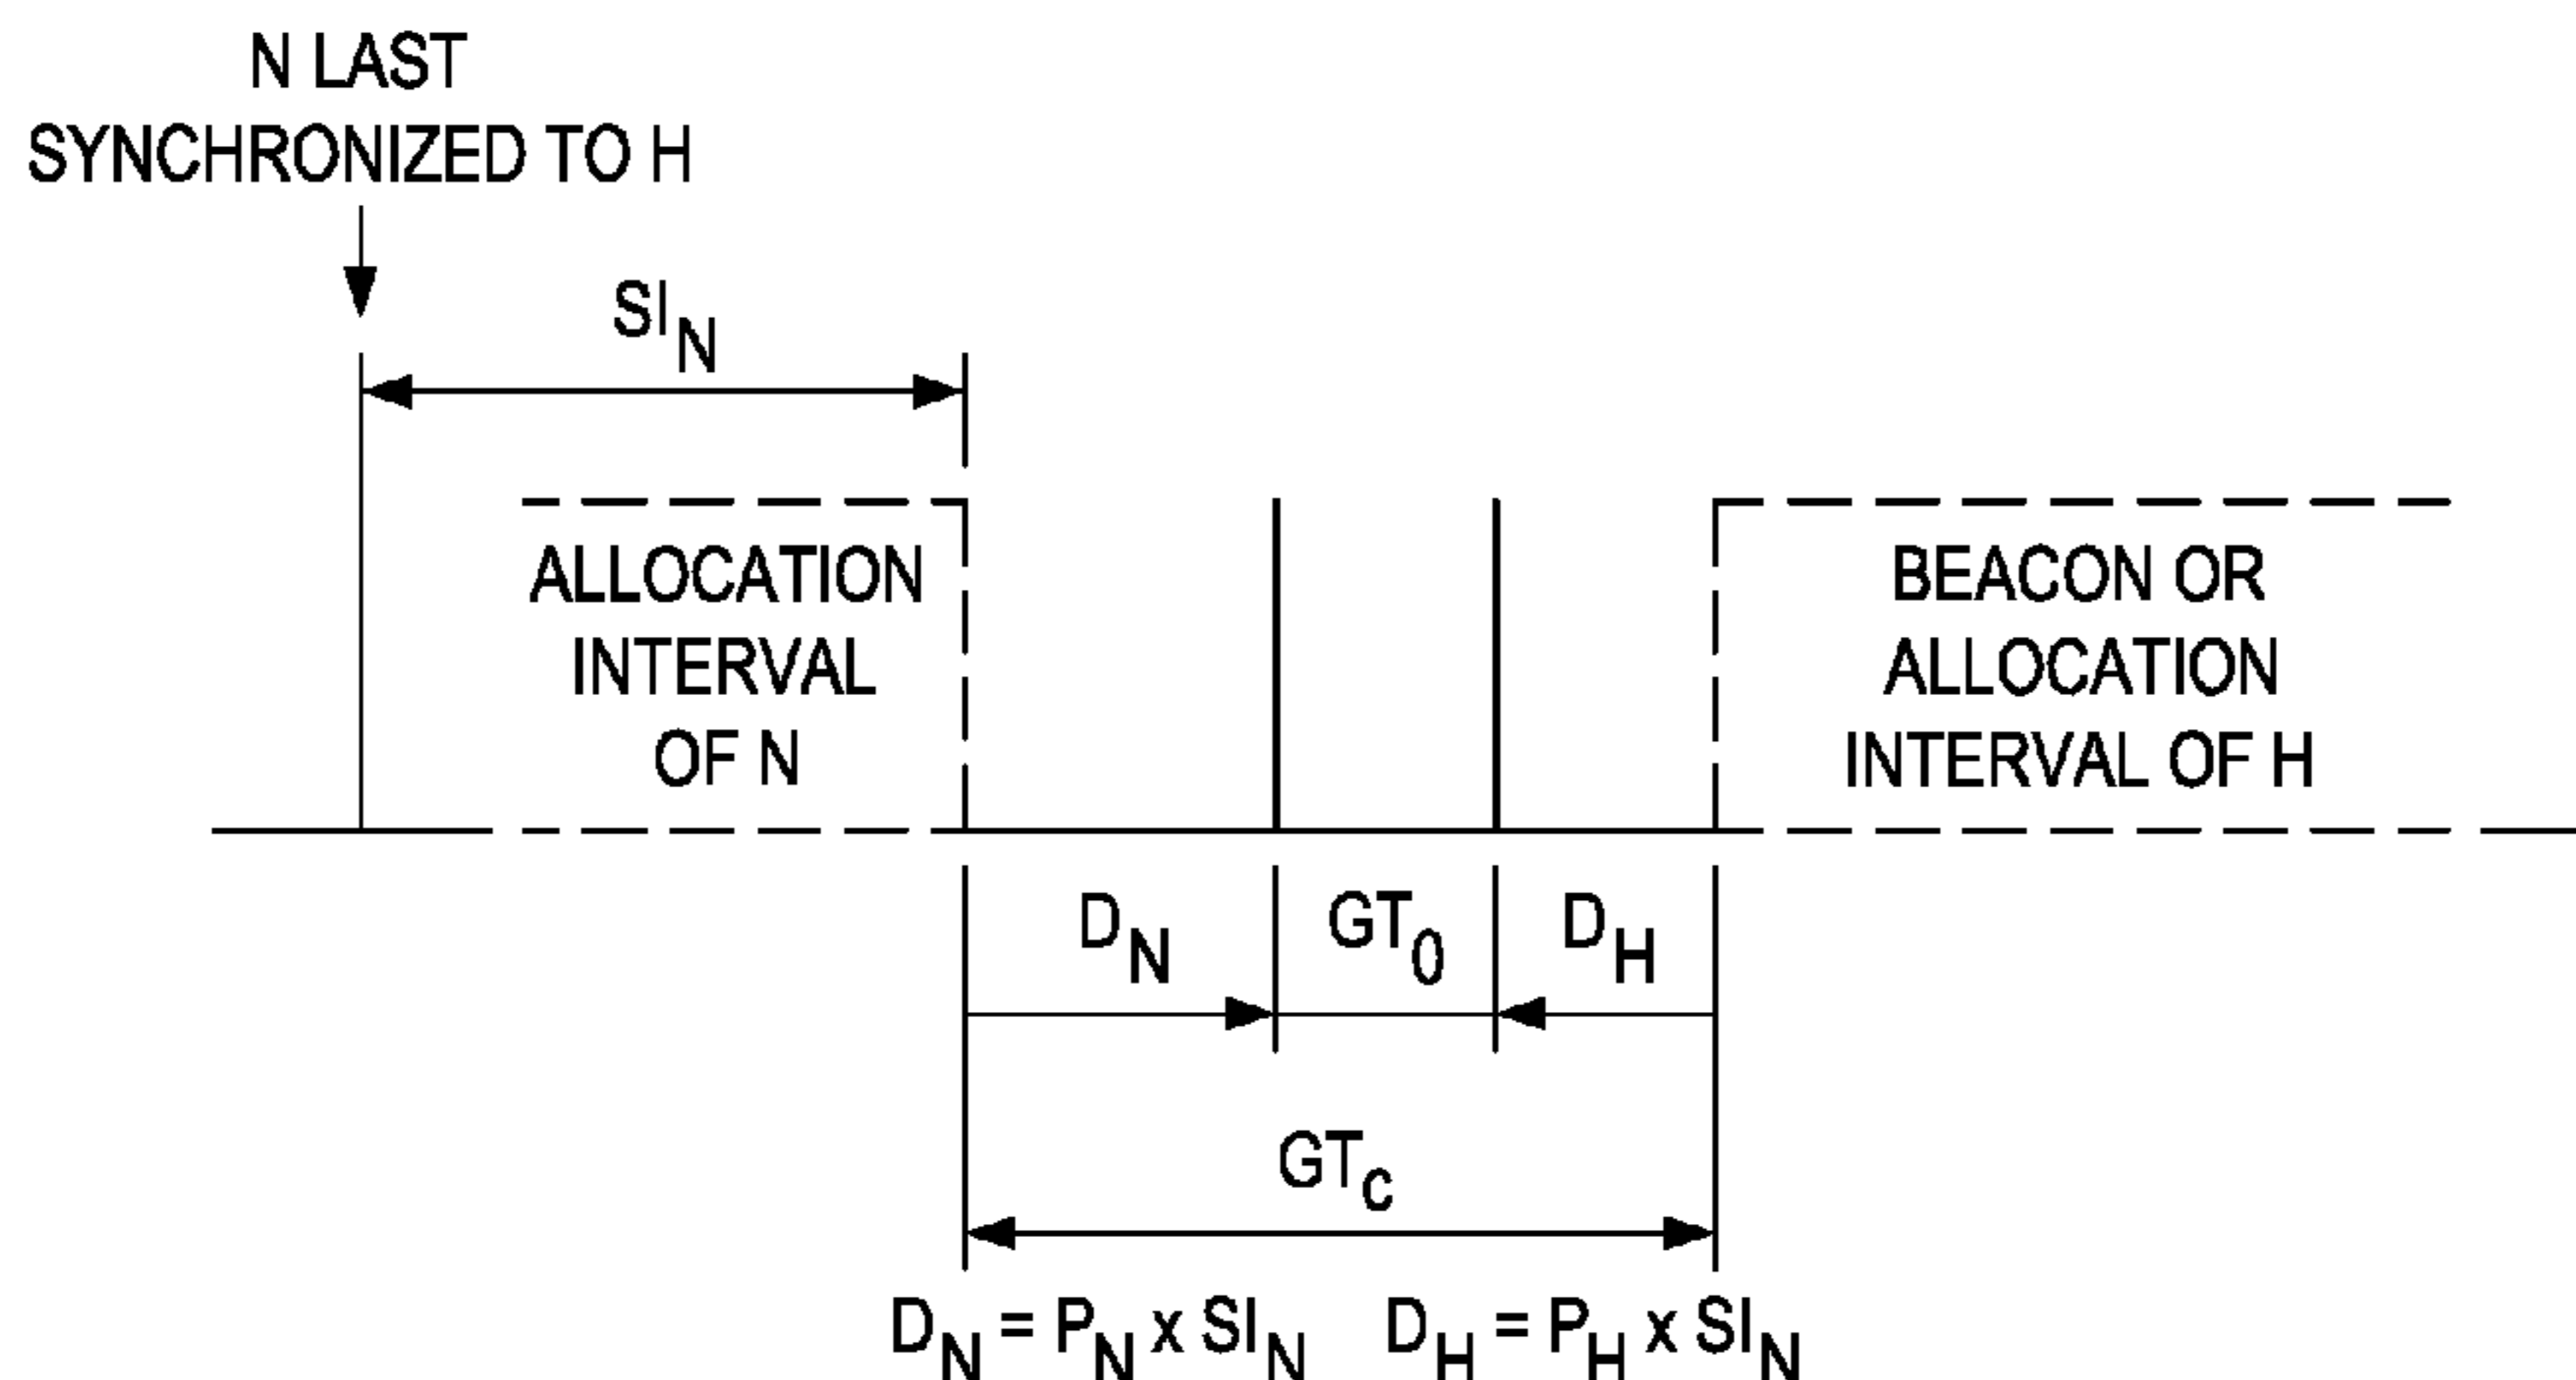 N LAST
SYNCHRONIZED TO H
SI_N
ALLOCATION
INTERVAL
OF N
BEACON OR
ALLOCATION
INTERVAL OF H
D_N
GT_0
D_H
GT_c
D_N = P_N x SI_N
D_H = P_H x SI_N